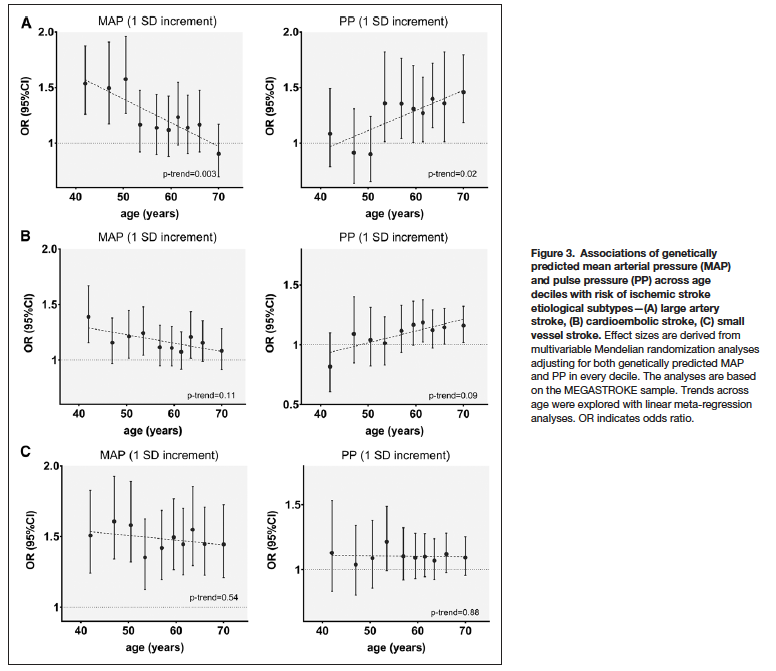 A
MAP (1 SD increment)
PP (1 SD increment)
2.0
1.5
1
OR (95%CI)
p-trend=0.003
40 50 60 70
age (years)
2.0
1.5
1
OR (95%CI)
p-trend=0.02
40 50 60 70
age (years)
B
MAP (1 SD increment)
PP (1 SD increment)
2.0
1.5
1
OR (95%CI)
p-trend=0.11
40 50 60 70
age (years)
1.5
1
0.5
OR (95%CI)
p-trend=0.09
40 50 60 70
age (years)
C
MAP (1 SD increment)
PP (1 SD increment)
2.0
1.5
1
OR (95%CI)
p-trend=0.54
40 50 60 70
age (years)
1.5
1
OR (95%CI)
p-trend=0.88
40 50 60 70
age (years)
Figure 3. Associations of genetically
predicted mean arterial pressure (MAP)
and pulse pressure (PP) across age
deciles with risk of ischemic stroke
etiological subtypes—(A) large artery
stroke, (B) cardioembolic stroke, (C) small
vessel stroke. Effect sizes are derived from
multivariable Mendelian randomization analyses
adjusting for both genetically predicted MAP
and PP in every decile. The analyses are based
on the MEGASTROKE sample. Trends across
age were explored with linear meta-regression
analyses. OR indicates odds ratio.